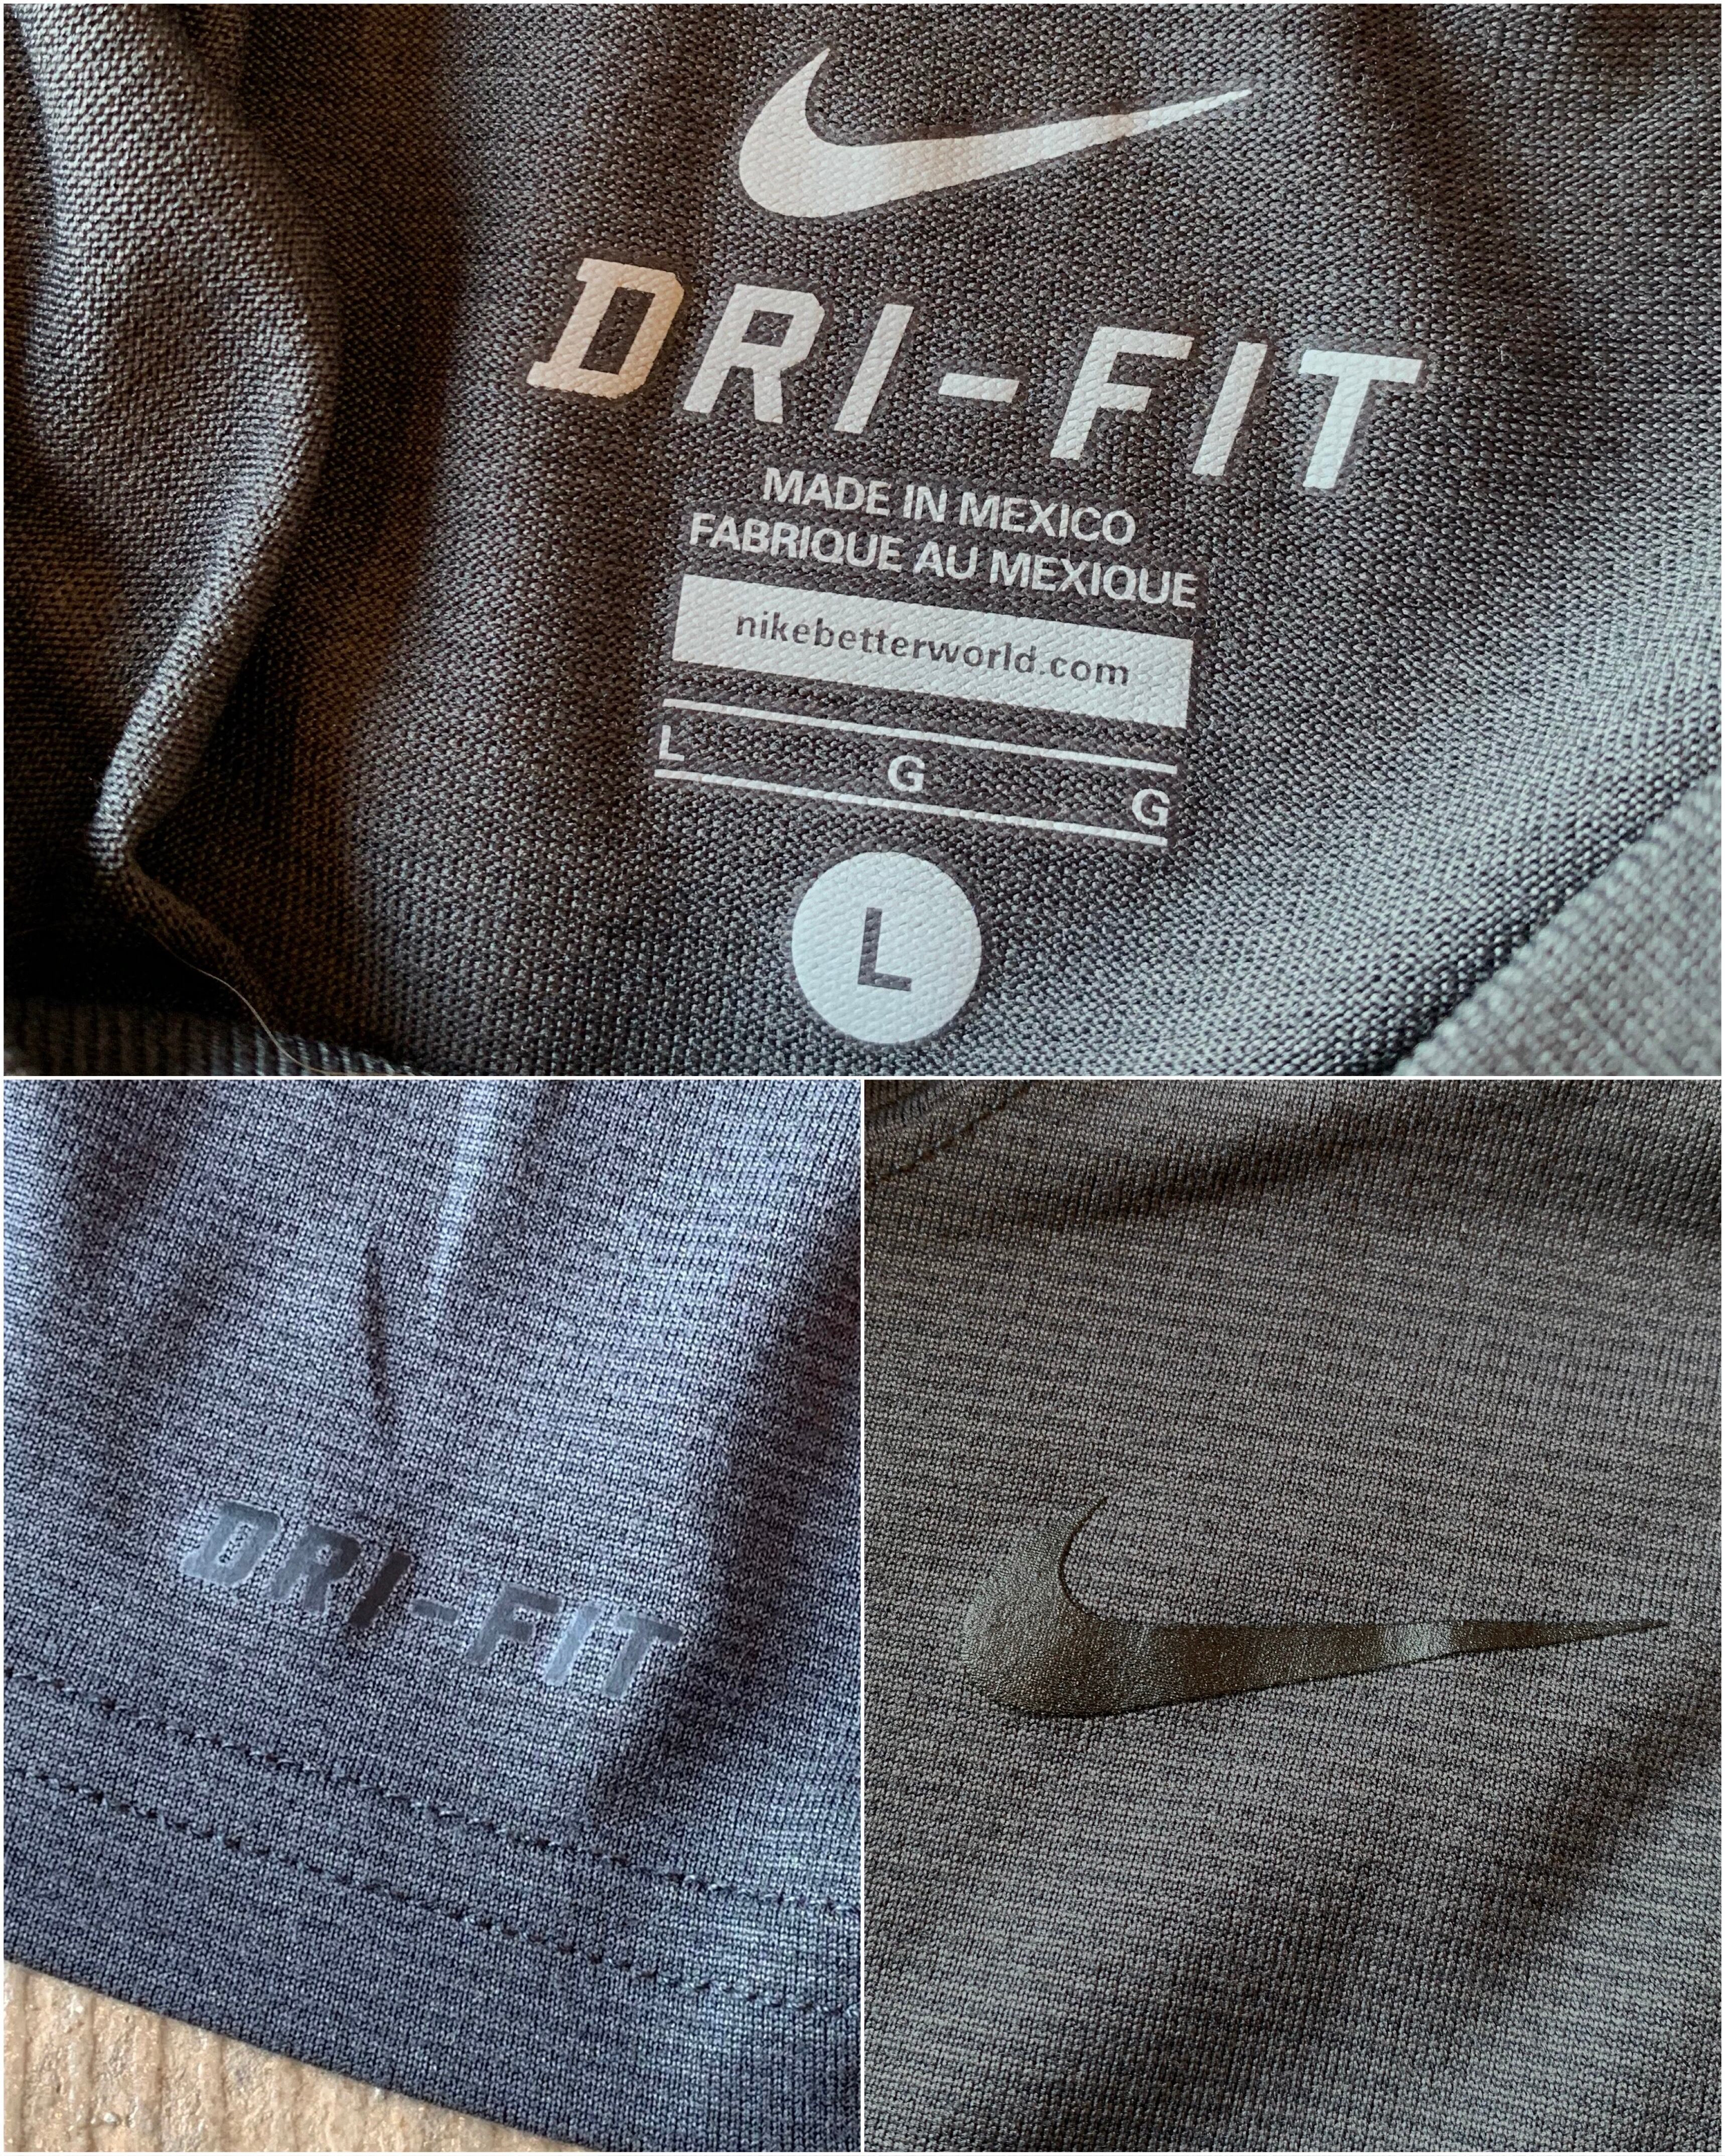 DRI-FIT
MADE IN MEXICO
FABRIQUE AU MEXIQUE
nikebetterworld.com
L G G
L
DRI-FIT